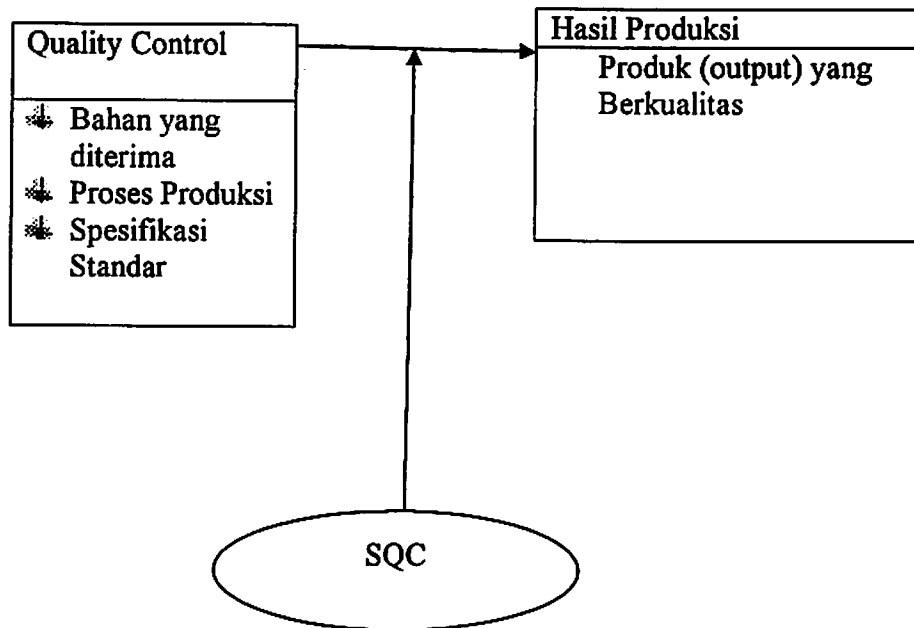 Quality Control
Bahan yang
diterima
Proses Produksi
Spesifikasi
Standar
Hasil Produksi
Produk (output) yang
Berkualitas
SQC